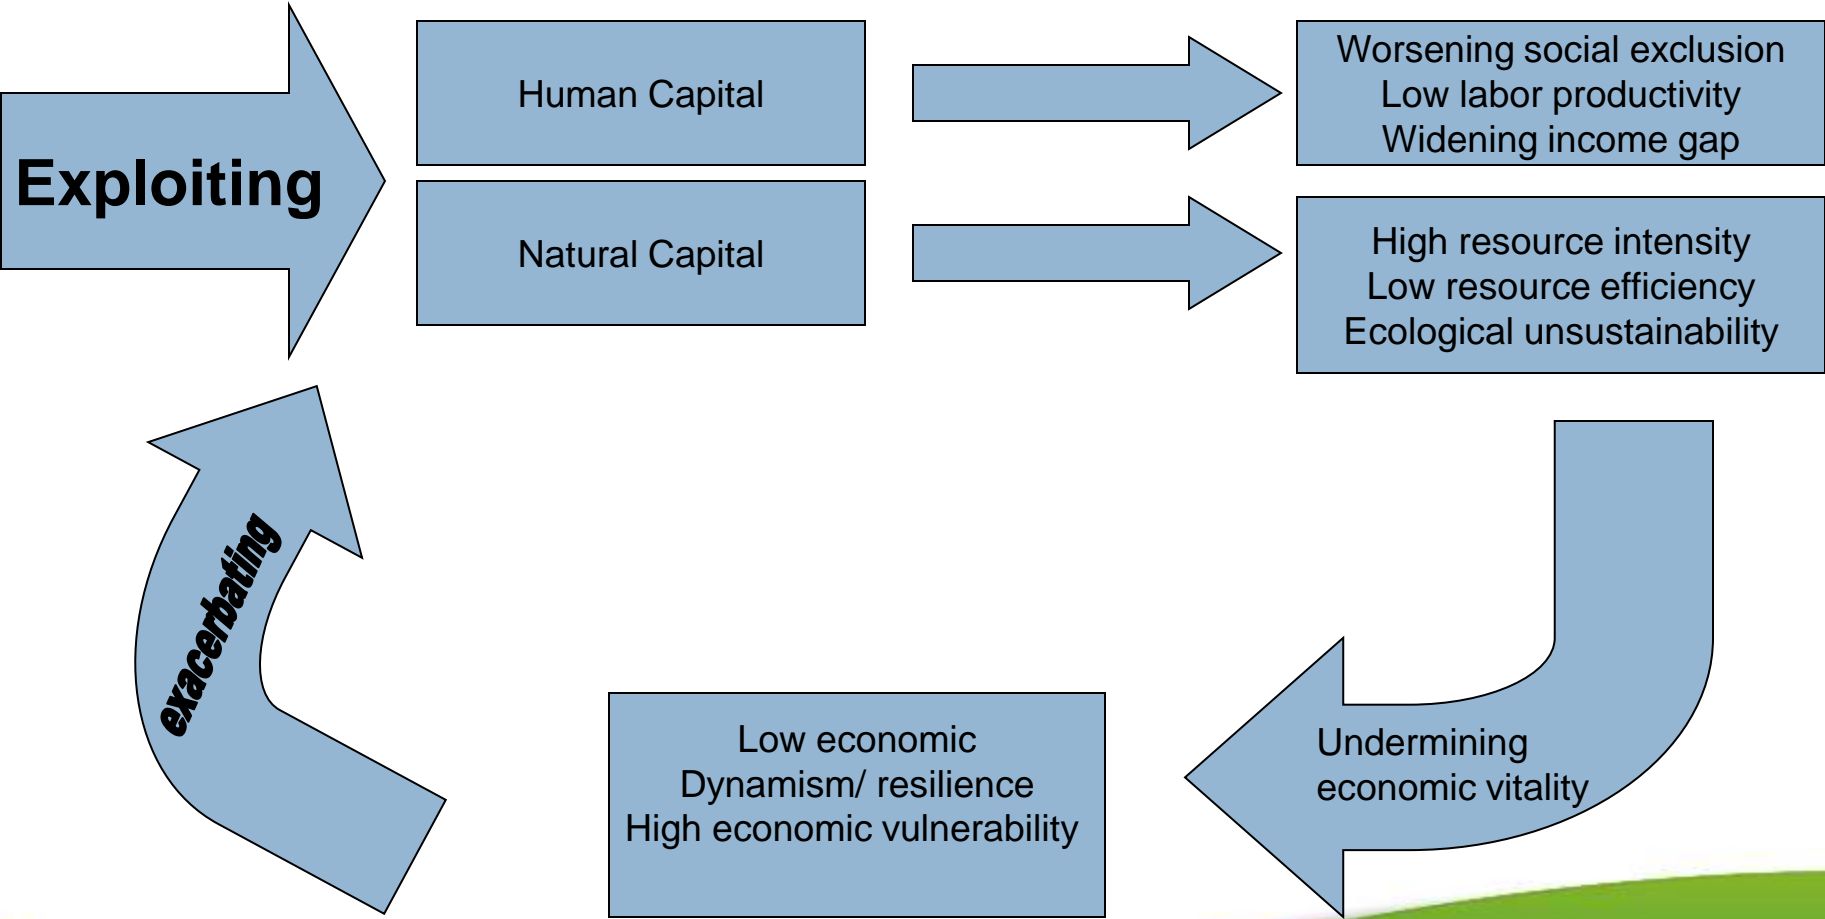 Exploiting
Human Capital
Natural Capital
Worsening social exclusion
Low labor productivity
Widening income gap
High resource intensity
Low resource efficiency
Ecological unsustainability
Undermining
economic vitality
Low economic
Dynamism/ resilience
High economic vulnerability
exacerbating